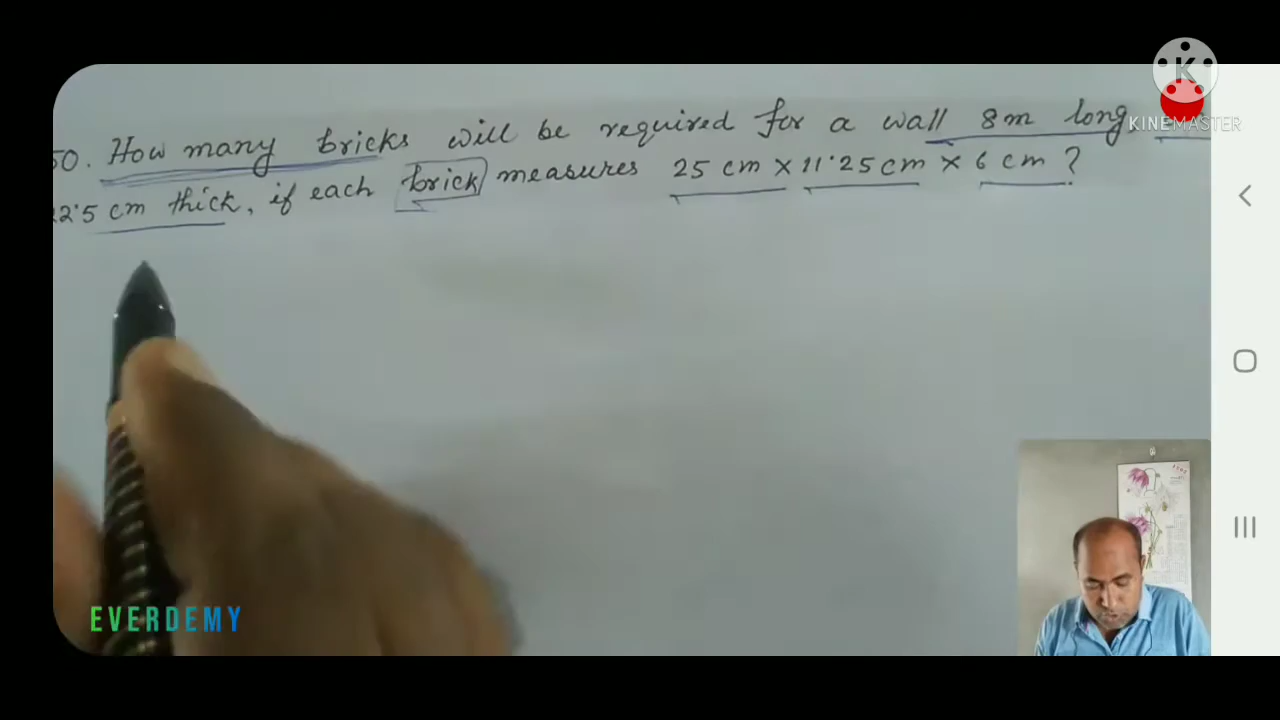 50. How many bricks will be required for a wall 8m long
22.5 cm thick, if each brick measures 25 cm × 11.25 cm × 6 cm ?
K
KINEMASTER
EVERDEMY